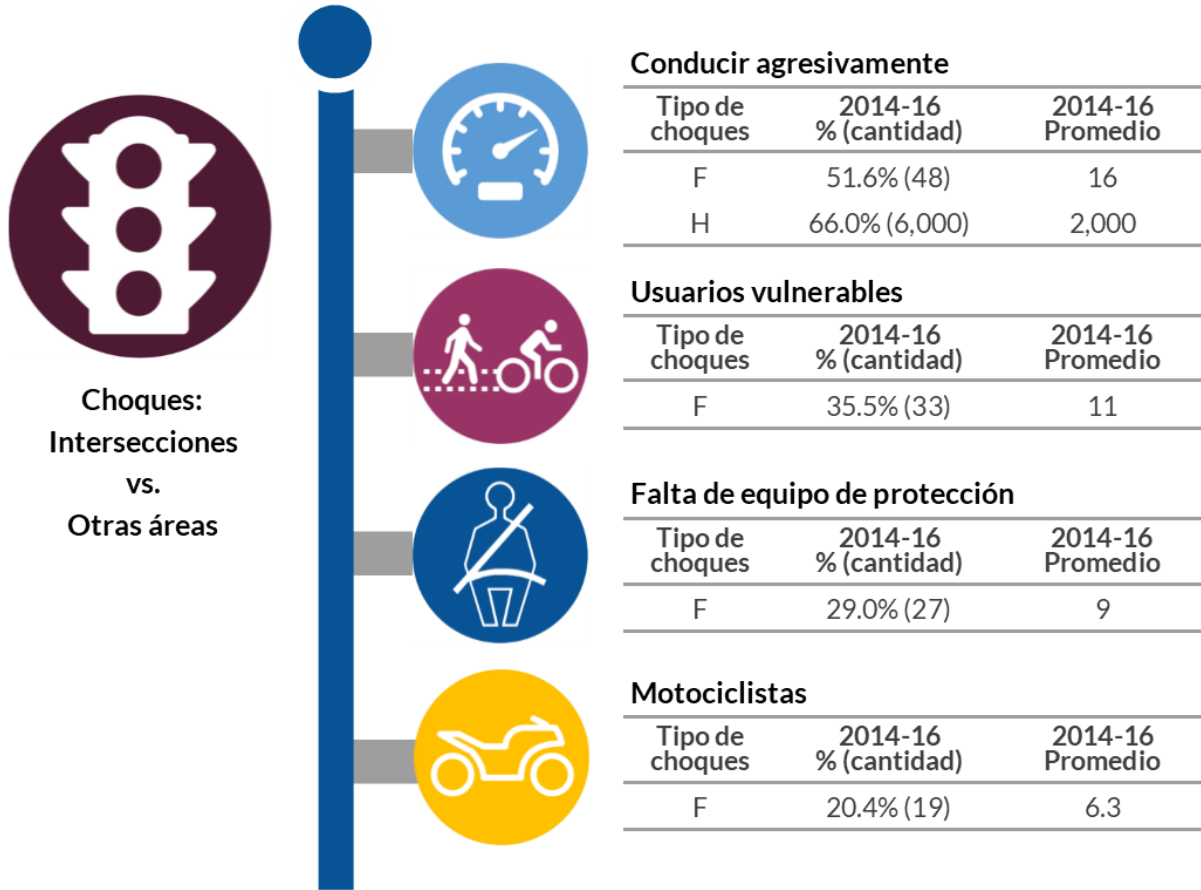 Choques:
Intersecciones
vs.
Otras áreas
Conducir agresivamente
Tipo de choques 2014-16 % (cantidad) 2014-16 Promedio
F 51.6% (48) 16
H 66.0% (6,000) 2,000
Usuarios vulnerables
Tipo de choques 2014-16 % (cantidad) 2014-16 Promedio
F 35.5% (33) 11
Falta de equipo de protección
Tipo de choques 2014-16 % (cantidad) 2014-16 Promedio
F 29.0% (27) 9
Motociclistas
Tipo de choques 2014-16 % (cantidad) 2014-16 Promedio
F 20.4% (19) 6.3